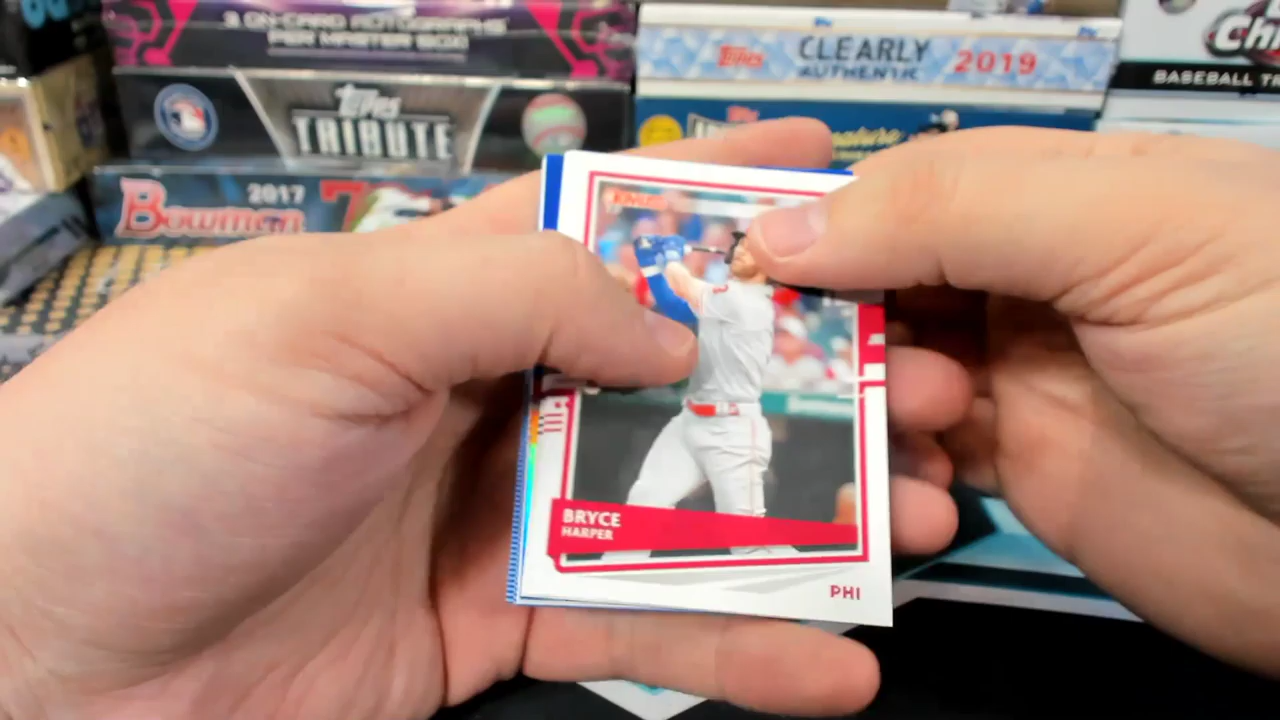 3 ON-CARD AUTOGRAPHS
PER MASTER BOX!
Topps
CLEARLY
AUTHENTIC
2019
BASEBALL
Topps
TRIBUTE
2017
BOWMAN
BRYCE
HARPER
PHI